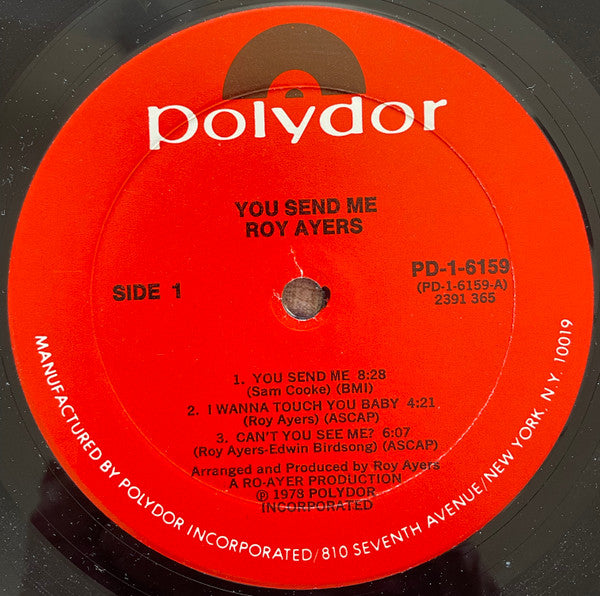 polydor
YOU SEND ME
ROY AYERS
SIDE 1
PD-1-6159
(PD-1-6159-A)
2391 365
1. YOU SEND ME 8:28
(Sam Cooke) (BMI)
2. I WANNA TOUCH YOU BABY 4:21
(Roy Ayers) (ASCAP)
3. CAN'T YOU SEE ME? 6:07
(Roy Ayers-Edwin Birdsong) (ASCAP)
Arranged and Produced by Roy Ayers
A RO-AYER PRODUCTION
℗ 1978 POLYDOR
INCORPORATED
MANUFACTURED BY POLYDOR INCORPORATED/810 SEVENTH AVENUE/NEW YORK, N.Y. 10019